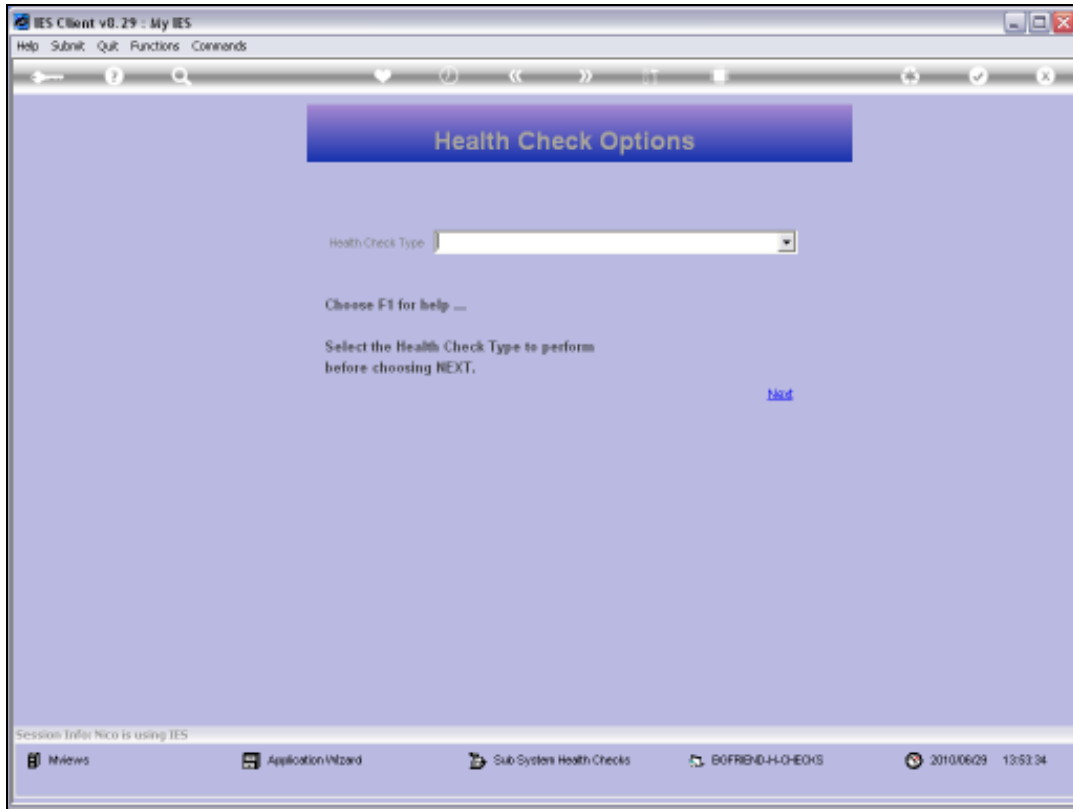 IES Client v8.29 : My IES
Help Submit Quit Functions Commands
Health Check Options
Health Check Type
Choose F1 for help ...
Select the Health Check Type to perform
before choosing NEXT.
Next
Session Info: Nico is using IES
Mviews Application Wizard Sub System Health Checks BOFRIEND-H-CHECKS 2010/06/29 13:53:34